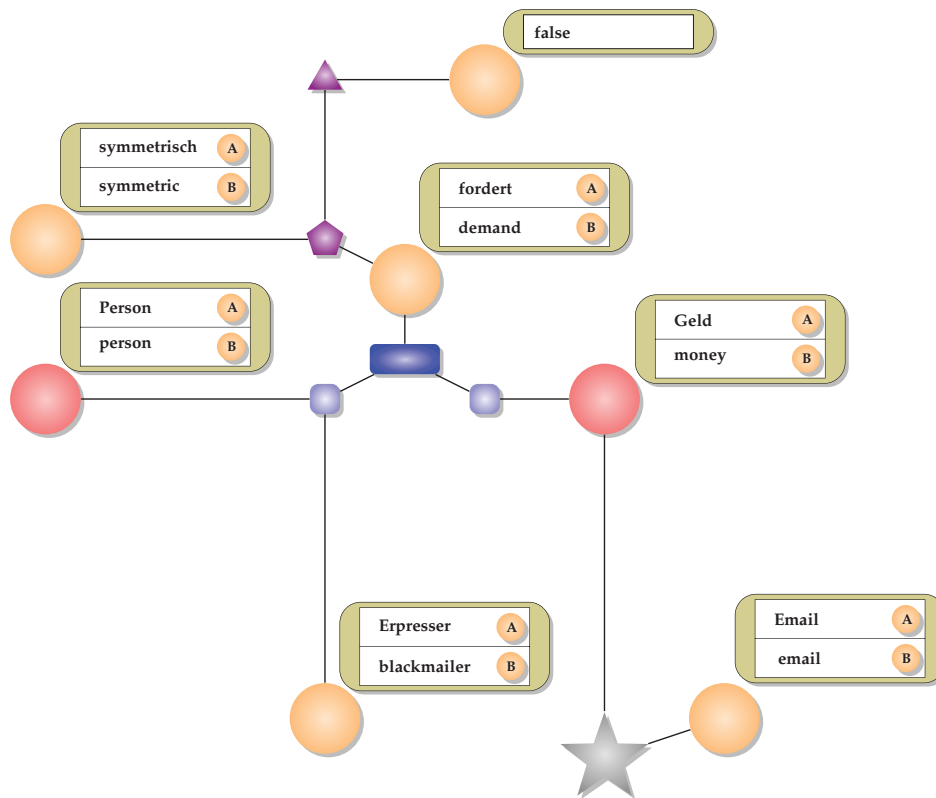 false
symmetrisch A
symmetric B
fordert A
demand B
Person A
person B
Geld A
money B
Erpresser A
blackmailer B
Email A
email B